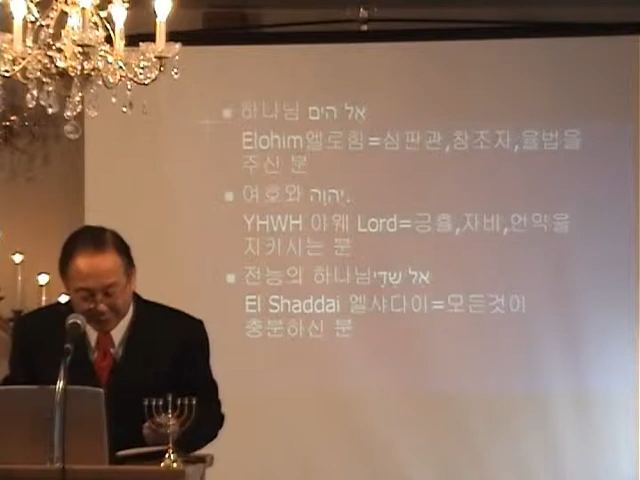 하나님 אל הים
Elohim엘로힘=심판관,창조자,율법을
주신 분
여호와 יְהוָה.
YHWH 야웨 Lord=긍휼,자비,언약을
지키시는 분
전능의 하나님אל שַׁדַּי
El Shaddai 엘샤다이=모든것이
충분하신 분